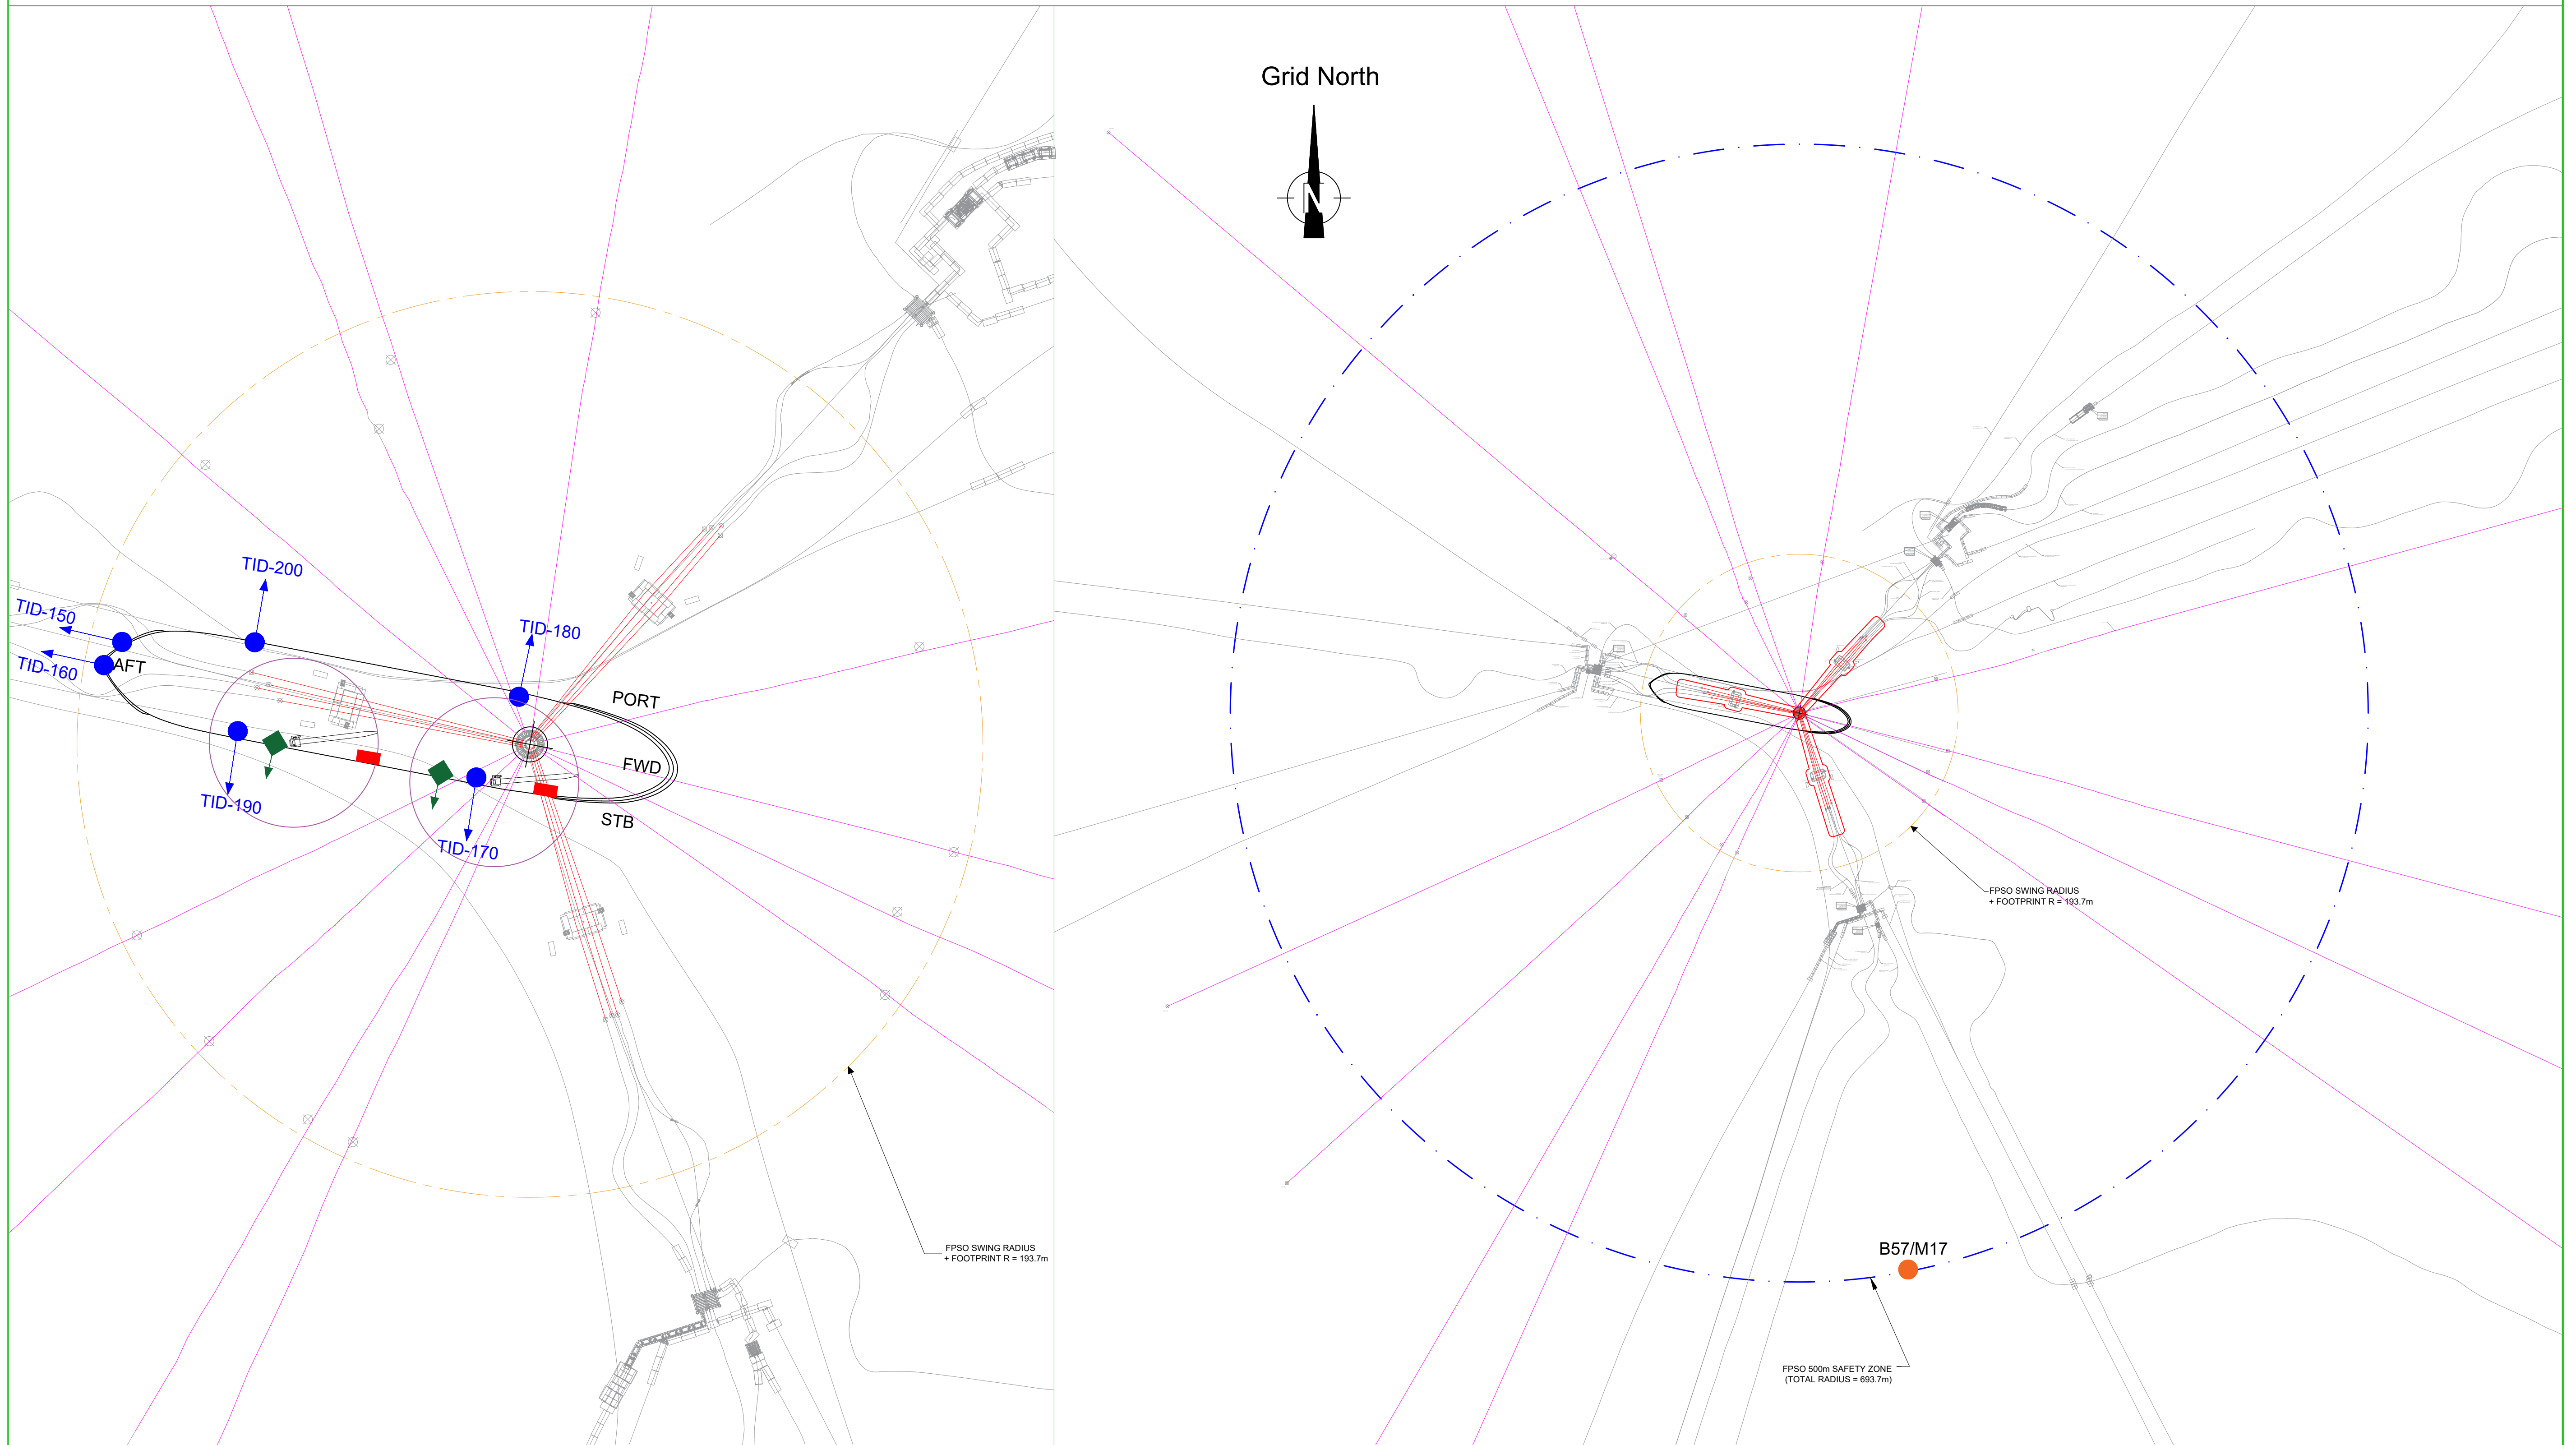 TID-200
TID-150
TID-180
TID-160
AFT
PORT
FWD
TID-190
STB
TID-170
FPSO SWING RADIUS
+ FOOTPRINT R = 193.7m
Grid North
N
FPSO SWING RADIUS
+ FOOTPRINT R = 193.7m
B57/M17
FPSO 500m SAFETY ZONE
(TOTAL RADIUS = 693.7m)